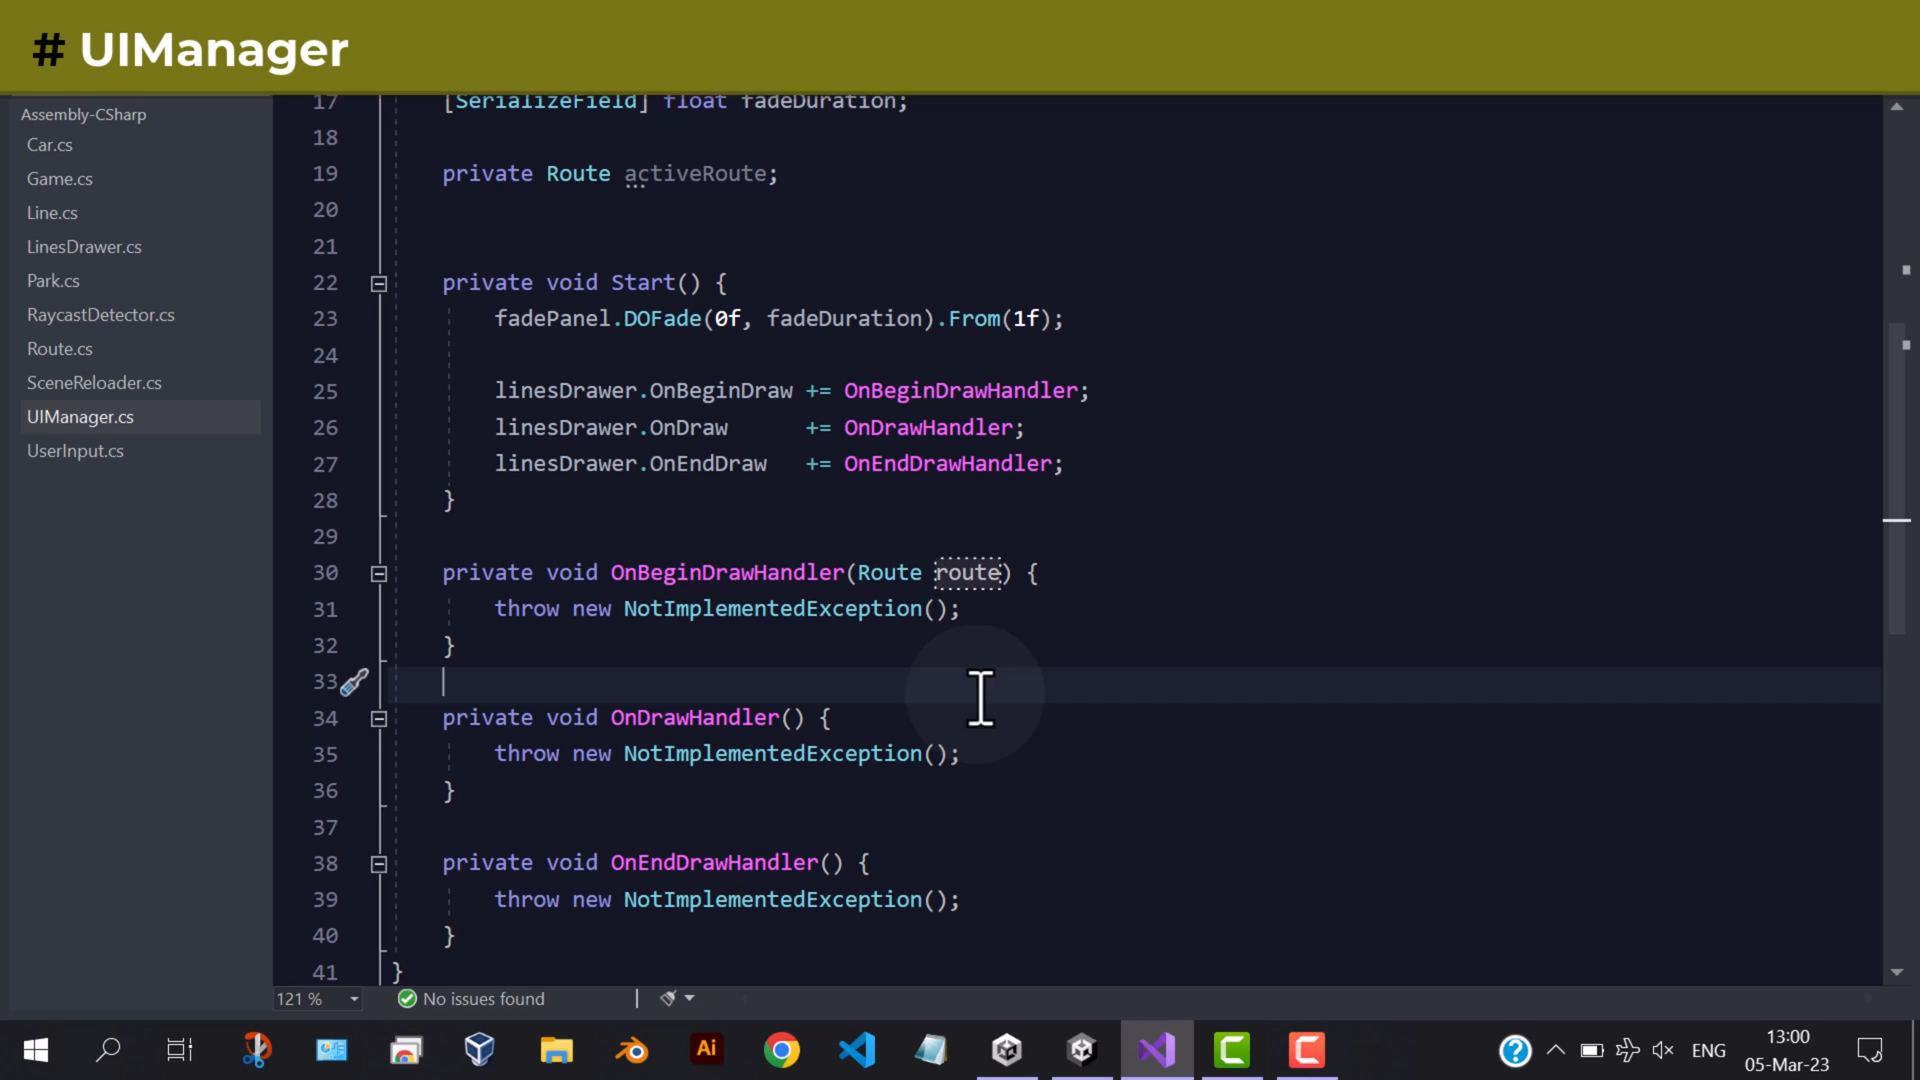 # UIManager
Assembly-CSharp
Car.cs
Game.cs
Line.cs
LinesDrawer.cs
Park.cs
RaycastDetector.cs
Route.cs
SceneReloader.cs
UIManager.cs
UserInput.cs
17 [SerializeField] float fadeDuration;
18
19 private Route activeRoute;
20
21
22 private void Start() {
23 fadePanel.DOFade(0f, fadeDuration).From(1f);
24
25 linesDrawer.OnBeginDraw += OnBeginDrawHandler;
26 linesDrawer.OnDraw += OnDrawHandler;
27 linesDrawer.OnEndDraw += OnEndDrawHandler;
28 }
29
30 private void OnBeginDrawHandler(Route route) {
31 throw new NotImplementedException();
32 }
33
34 private void OnDrawHandler() {
35 throw new NotImplementedException();
36 }
37
38 private void OnEndDrawHandler() {
39 throw new NotImplementedException();
40 }
41 }
121 % No issues found
Ai
ENG
13:00
05-Mar-23